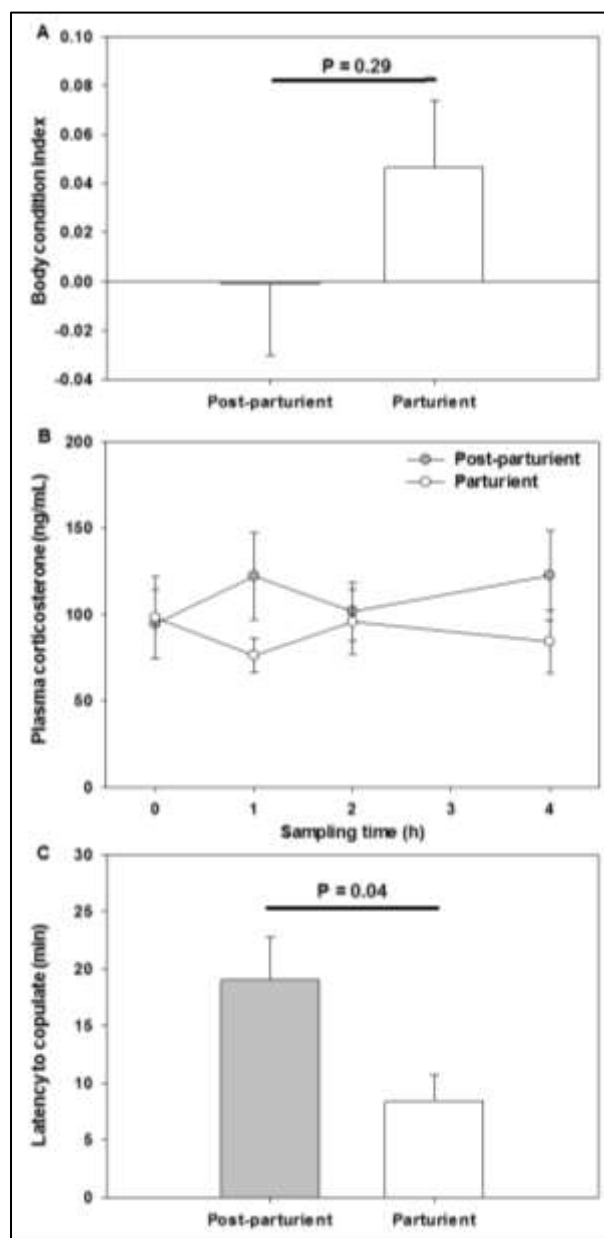 A
0.10
P = 0.29
0.08
0.06
0.04
0.02
0.00
-0.02
-0.04
Body condition index
Post-parturient Parturient
B
200
Post-parturient
Parturient
150
100
50
0
Plasma corticosterone (ng/mL)
0 1 2 3 4
Sampling time (h)
C
30
P = 0.04
25
20
15
10
5
0
Latency to copulate (min)
Post-parturient Parturient